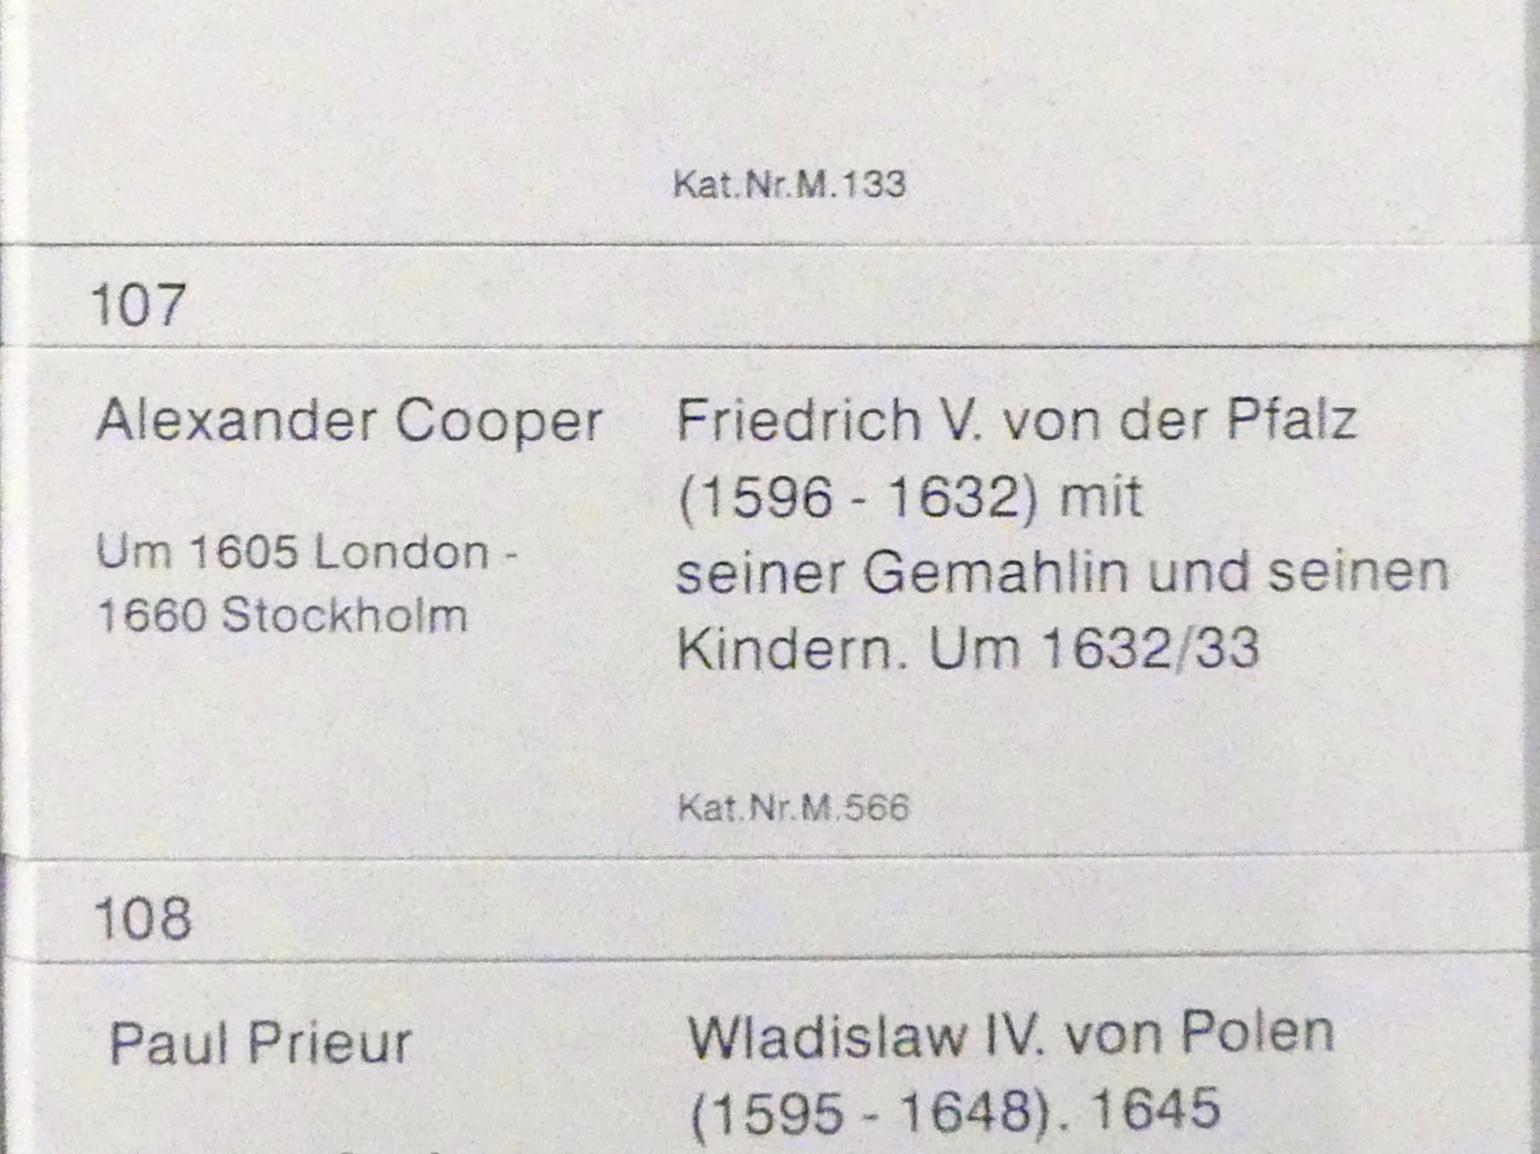 Kat.Nr.M.133
107
Alexander Cooper
Um 1605 London -
1660 Stockholm
Friedrich V. von der Pfalz
(1596 - 1632) mit
seiner Gemahlin und seinen
Kindern. Um 1632/33
Kat.Nr.M.566
108
Paul Prieur
Wladislaw IV. von Polen
(1595 - 1648). 1645